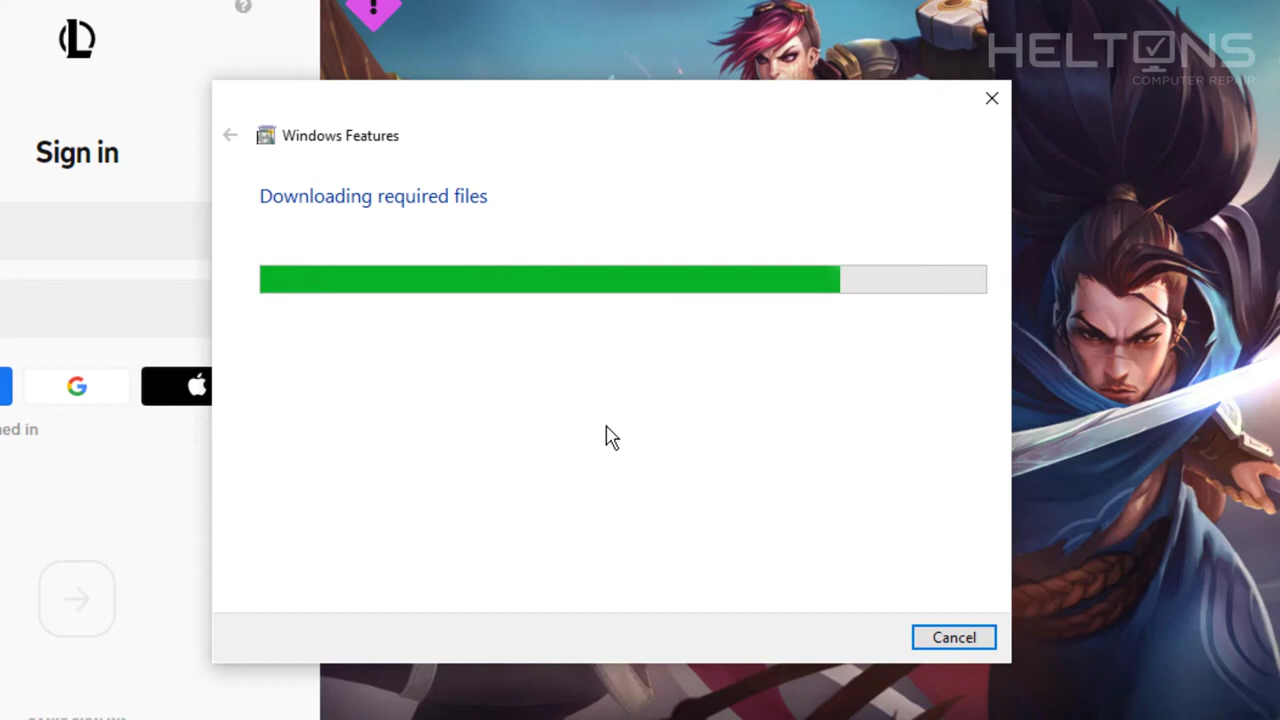 HELTONS
COMPUTER REPAIR
Sign in
Windows Features
Downloading required files
ned in
Cancel